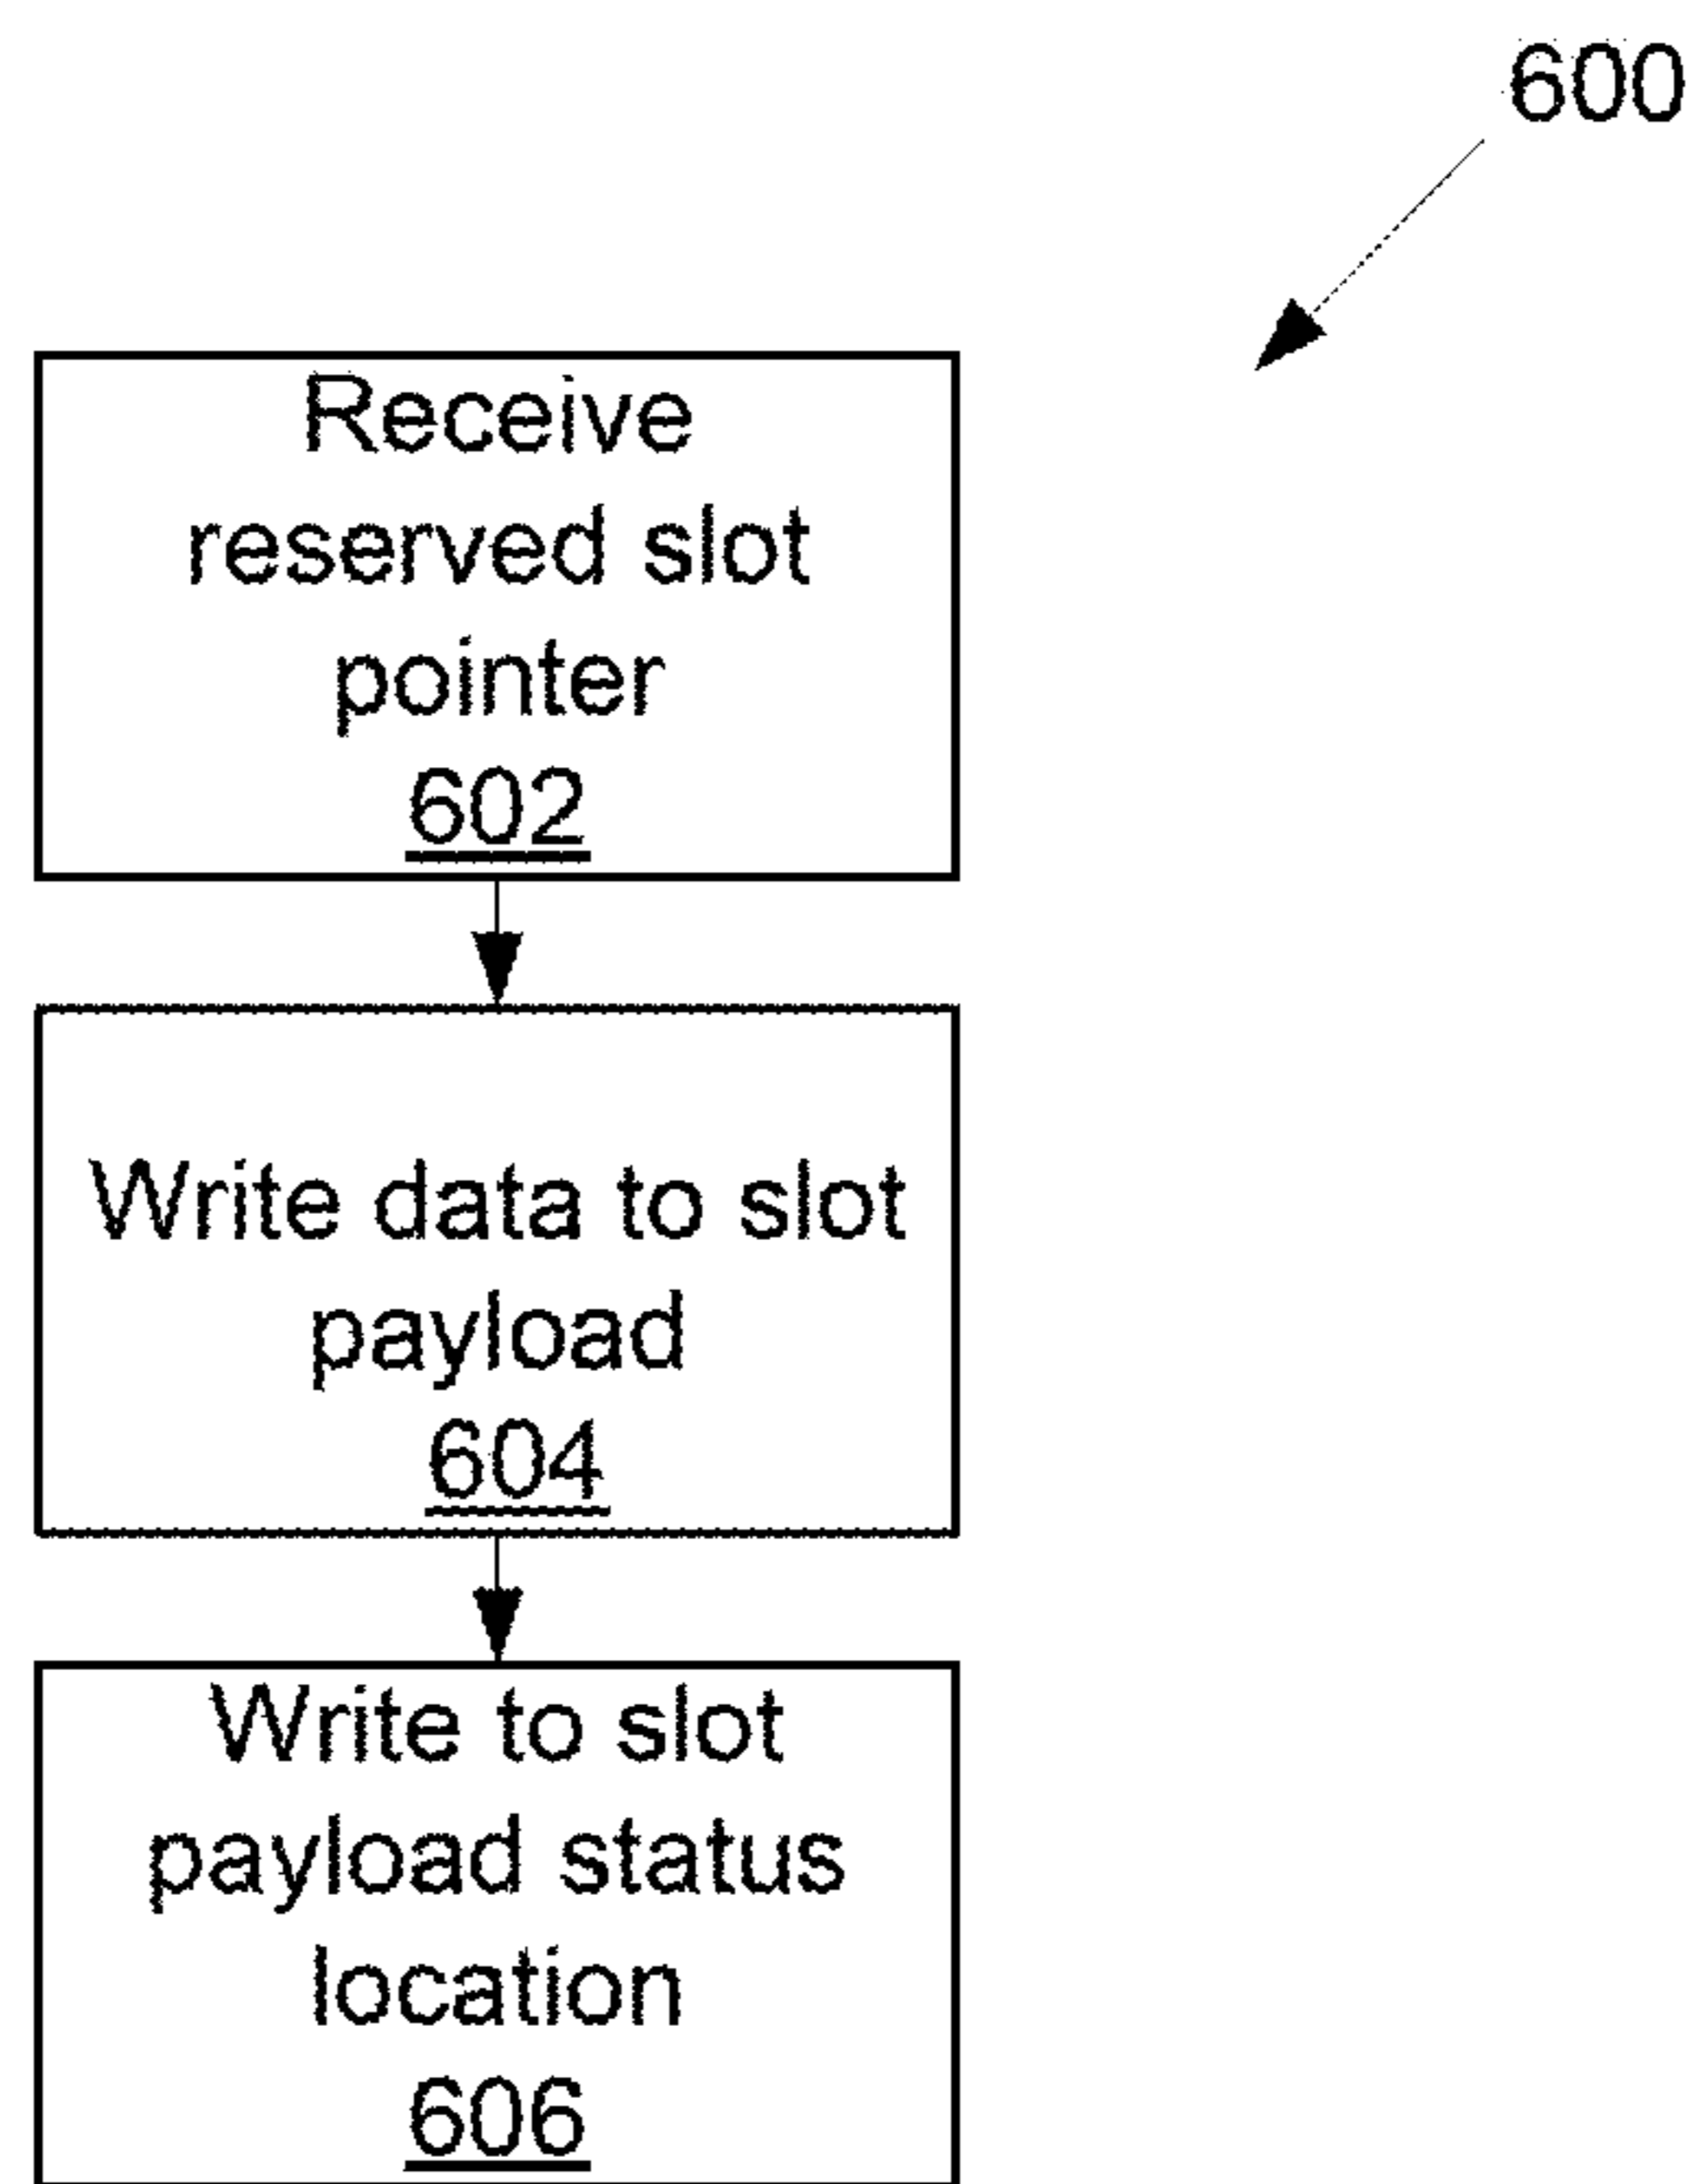 600
Receive
reserved slot
pointer
602
Write data to slot
payload
604
Write to slot
payload status
location
606